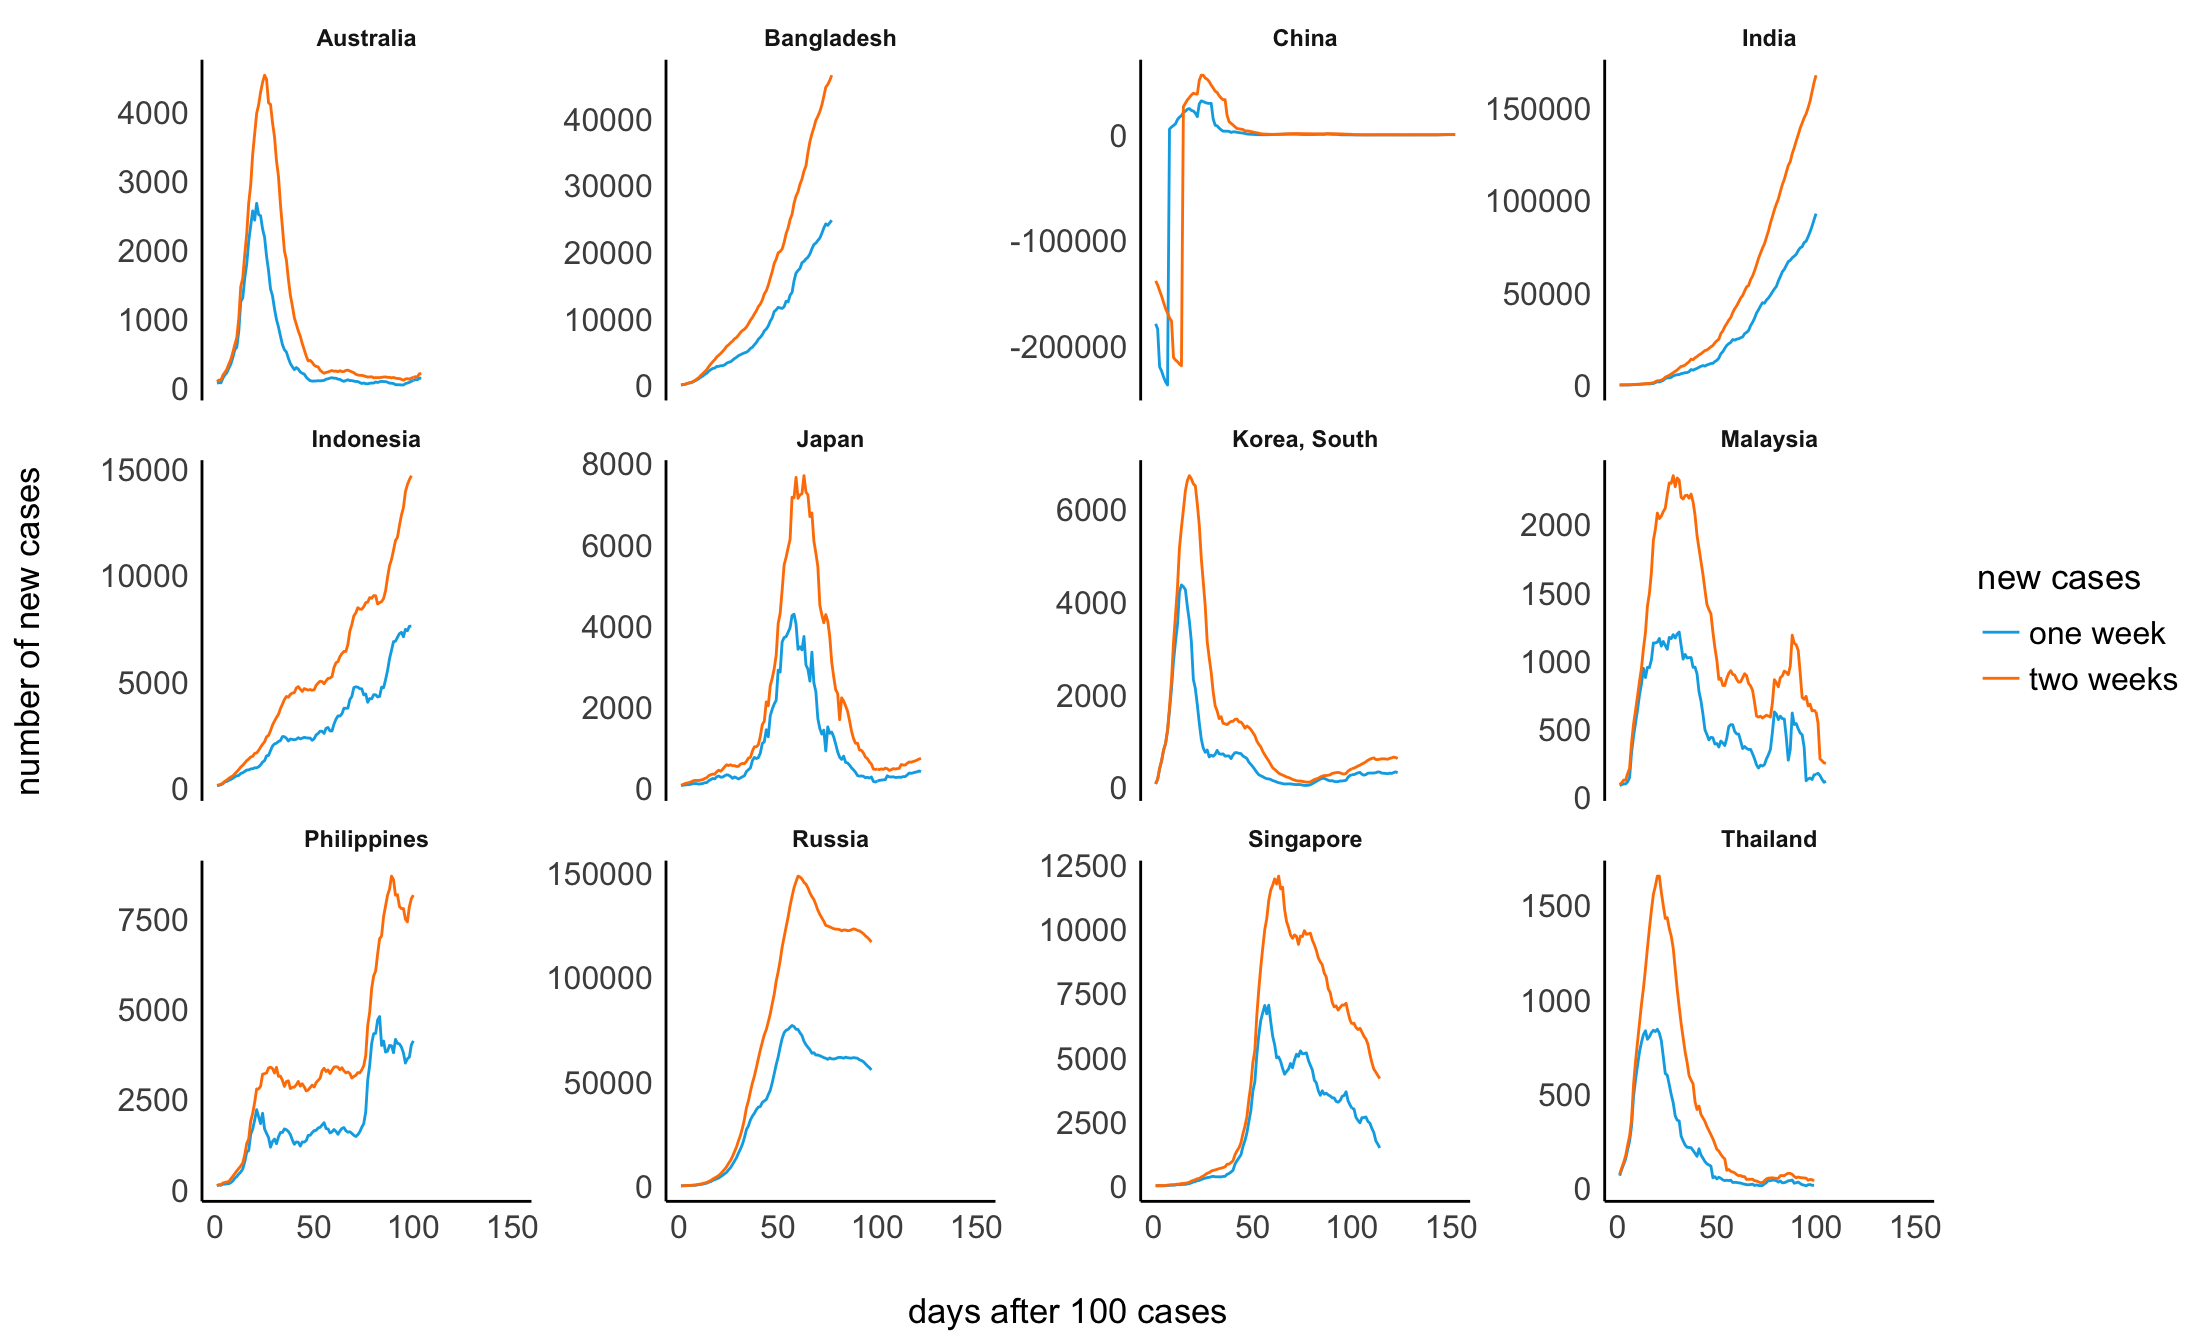 Australia
4000
3000
2000
1000
0
Bangladesh
40000
30000
20000
10000
0
China
0
-100000
-200000
India
150000
100000
50000
0
Indonesia
15000
10000
5000
0
Japan
8000
6000
4000
2000
0
Korea, South
6000
4000
2000
0
Malaysia
2000
1500
1000
500
0
Philippines
7500
5000
2500
0
0 50 100 150
Russia
150000
100000
50000
0
0 50 100 150
Singapore
12500
10000
7500
5000
2500
0
0 50 100 150
Thailand
1500
1000
500
0
0 50 100 150
number of new cases
days after 100 cases
new cases
one week
two weeks